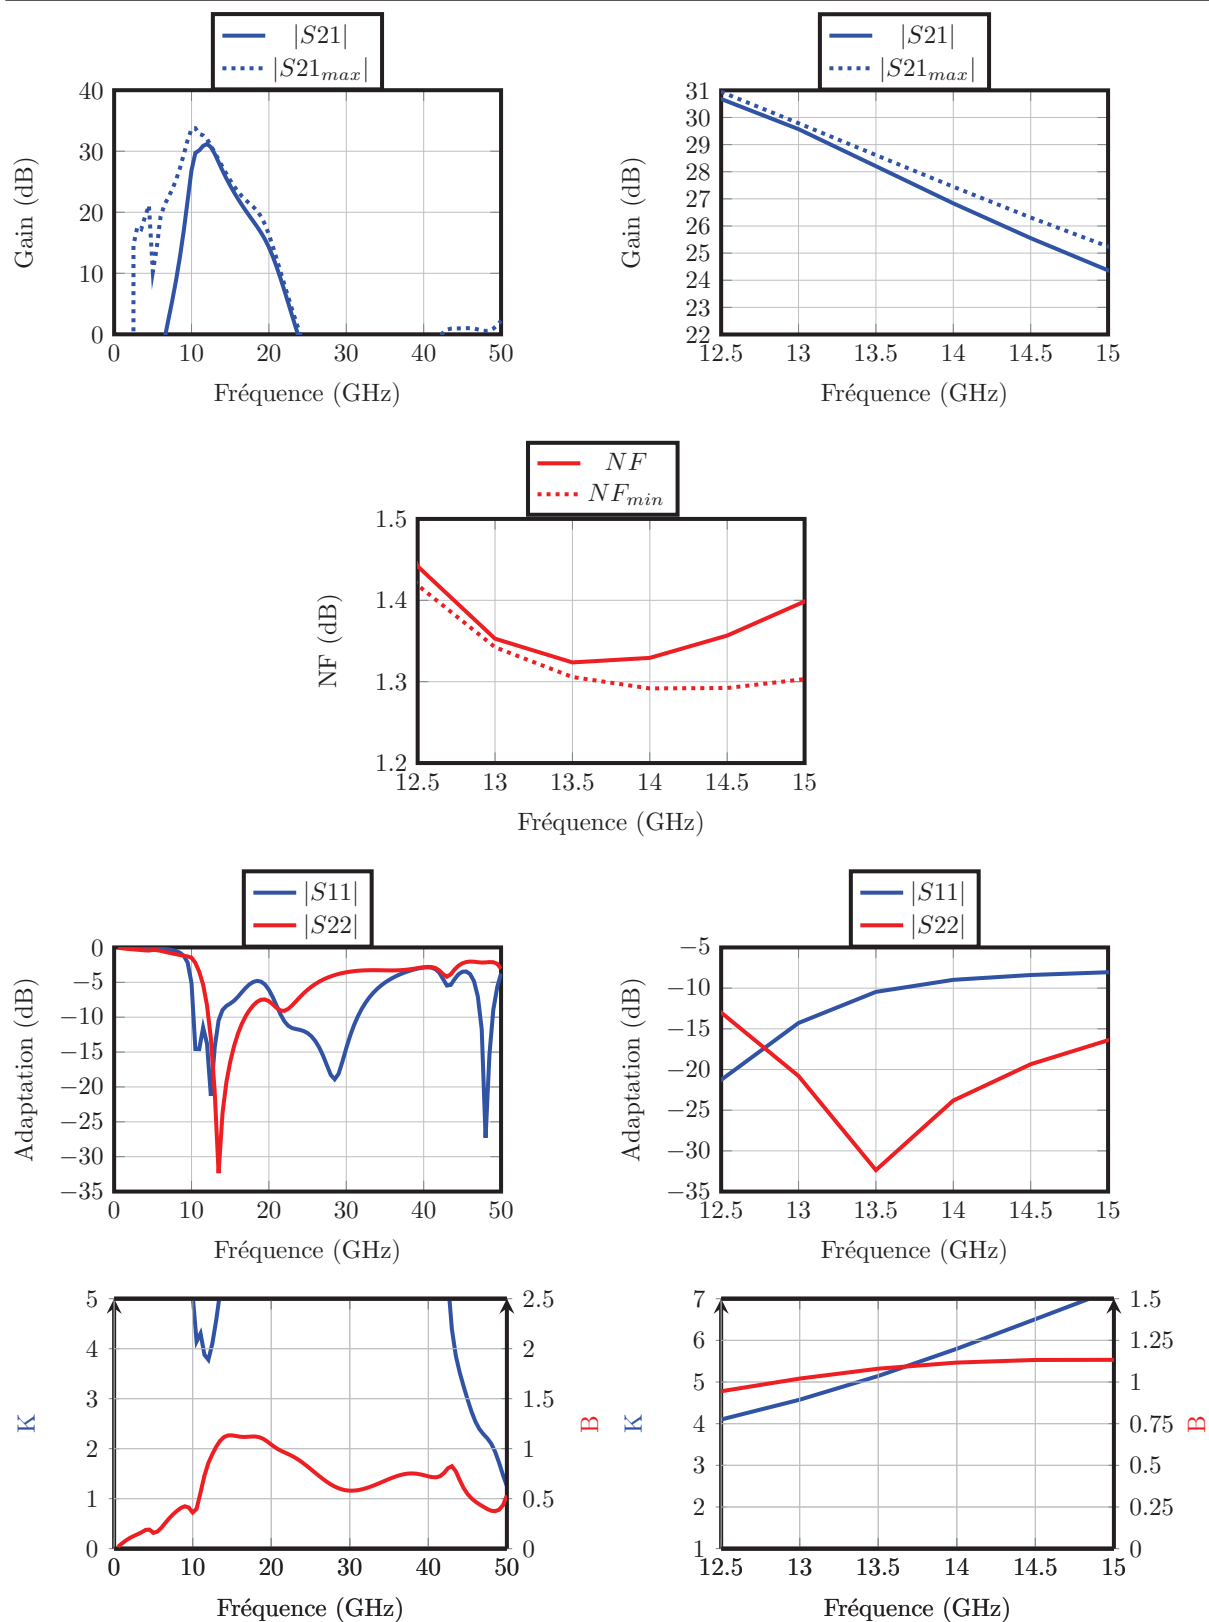 |S21|
|S21max|
40
30
20
10
0
0 10 20 30 40 50
Gain (dB)
Fréquence (GHz)
|S21|
|S21max|
31
30
29
28
27
26
25
24
23
22
12.5 13 13.5 14 14.5 15
Gain (dB)
Fréquence (GHz)
NF
NFmin
1.5
1.4
1.3
1.2
12.5 13 13.5 14 14.5 15
NF (dB)
Fréquence (GHz)
|S11|
|S22|
0
−5
−10
−15
−20
−25
−30
−35
0 10 20 30 40 50
Adaptation (dB)
Fréquence (GHz)
|S11|
|S22|
−5
−10
−15
−20
−25
−30
−35
12.5 13 13.5 14 14.5 15
Adaptation (dB)
Fréquence (GHz)
5
4
3
2
1
0
K
2.5
2
1.5
1
0.5
0
B
0 10 20 30 40 50
Fréquence (GHz)
7
6
5
4
3
2
1
K
1.5
1.25
1
0.75
0.5
0.25
0
B
12.5 13 13.5 14 14.5 15
Fréquence (GHz)